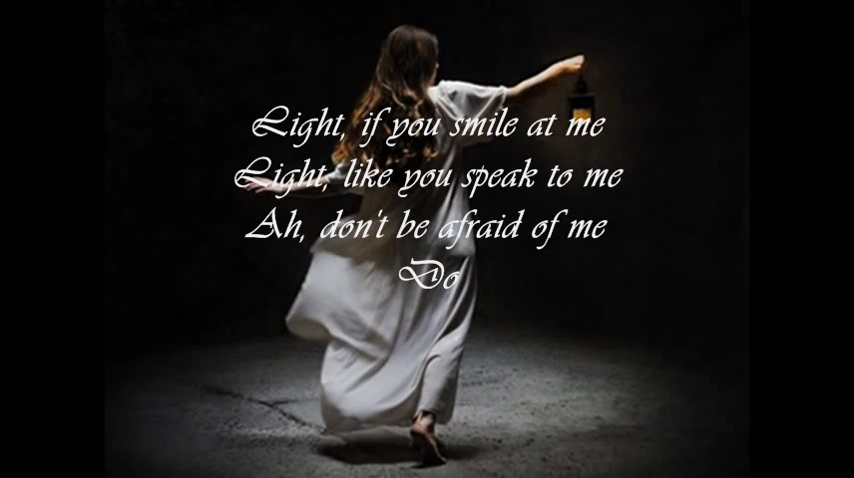 Light, if you smile at me
Light, like you speak to me
Ah, don't be afraid of me
Do